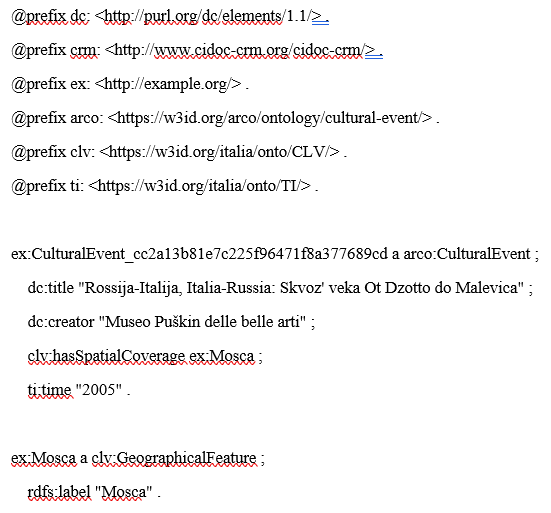 @prefix dc: <http://purl.org/dc/elements/1.1/> .
@prefix crm: <http://www.cidoc-crm.org/cidoc-crm/> .
@prefix ex: <http://example.org/> .
@prefix arco: <https://w3id.org/arco/ontology/cultural-event/> .
@prefix clv: <https://w3id.org/italia/onto/CLV/> .
@prefix ti: <https://w3id.org/italia/onto/TI/> .
ex:CulturalEvent_cc2a13b81e7c225f96471f8a377689cd a arco:CulturalEvent ;
dc:title "Rossija-Italija, Italia-Russia: Skvoz' veka Ot Dzotto do Malevica" ;
dc:creator "Museo Puškin delle belle arti" ;
clv:hasSpatialCoverage ex:Mosca ;
ti:time "2005" .
ex:Mosca a clv:GeographicalFeature ;
rdfs:label "Mosca" .